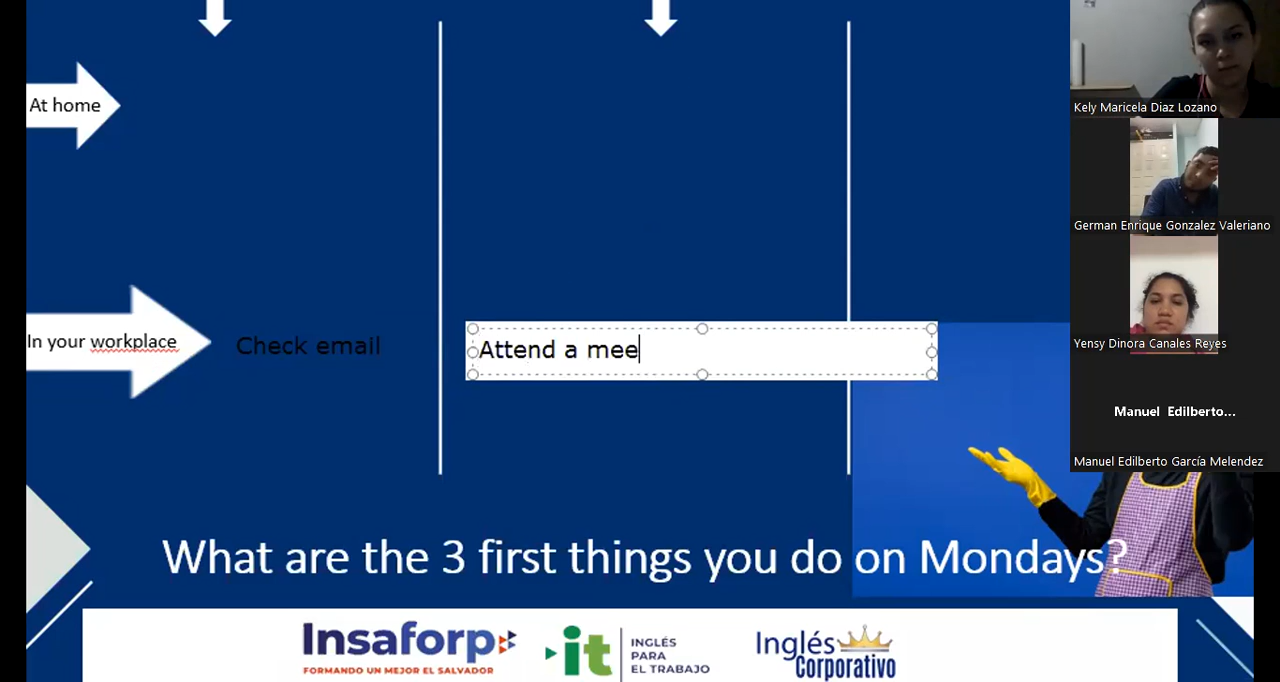 At home
In your workplace
Check email
Attend a mee
What are the 3 first things you do on Mondays?
Insaforp
FORMANDO UN MEJOR EL SALVADOR
it
INGLÉS
PARA
EL TRABAJO
Inglés
Corporativo
Kely Maricela Diaz Lozano
German Enrique Gonzalez Valeriano
Yensy Dinora Canales Reyes
Manuel Edilberto...
Manuel Edilberto García Melendez